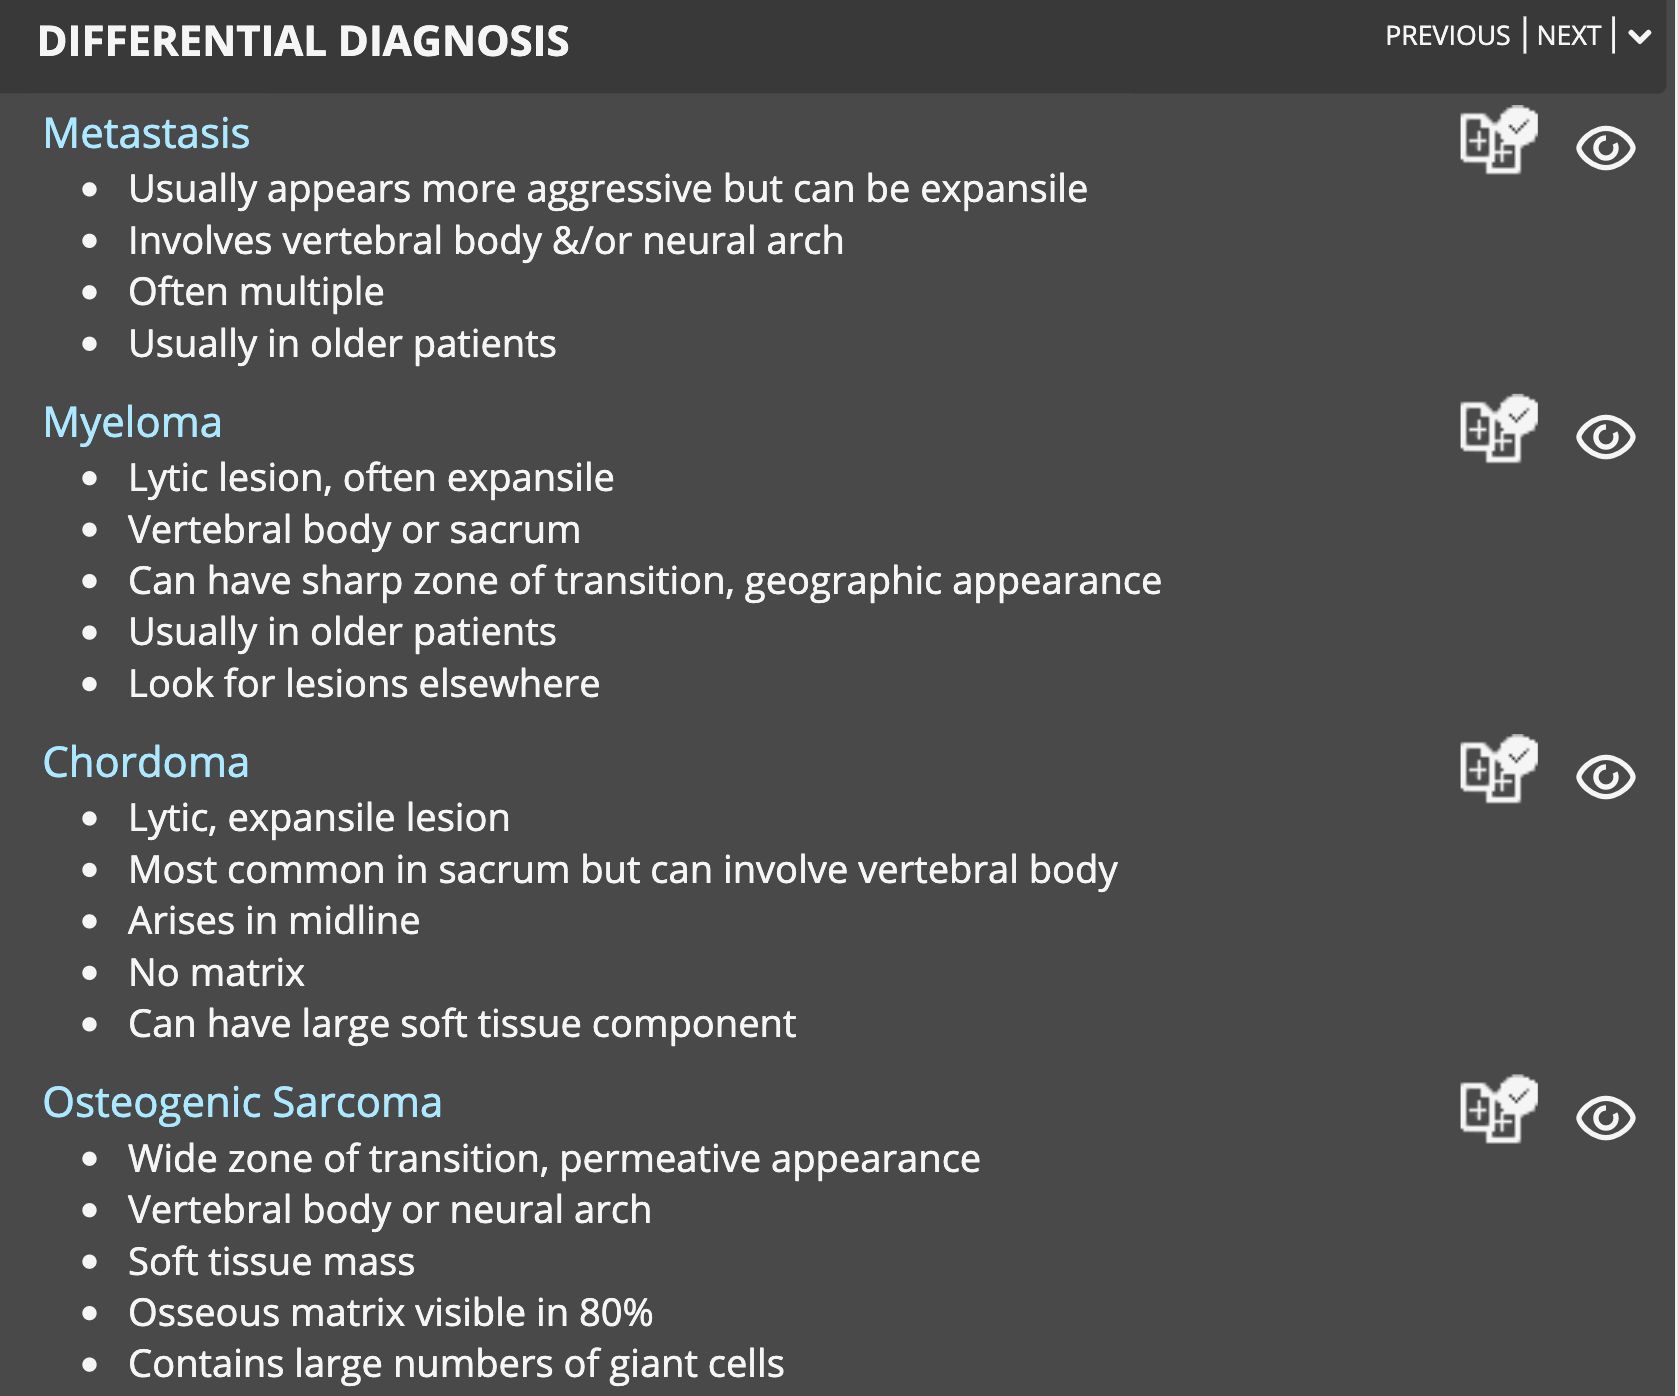 DIFFERENTIAL DIAGNOSIS
PREVIOUS | NEXT |
Metastasis
• Usually appears more aggressive but can be expansile
• Involves vertebral body &/or neural arch
• Often multiple
• Usually in older patients
Myeloma
• Lytic lesion, often expansile
• Vertebral body or sacrum
• Can have sharp zone of transition, geographic appearance
• Usually in older patients
• Look for lesions elsewhere
Chordoma
• Lytic, expansile lesion
• Most common in sacrum but can involve vertebral body
• Arises in midline
• No matrix
• Can have large soft tissue component
Osteogenic Sarcoma
• Wide zone of transition, permeative appearance
• Vertebral body or neural arch
• Soft tissue mass
• Osseous matrix visible in 80%
• Contains large numbers of giant cells